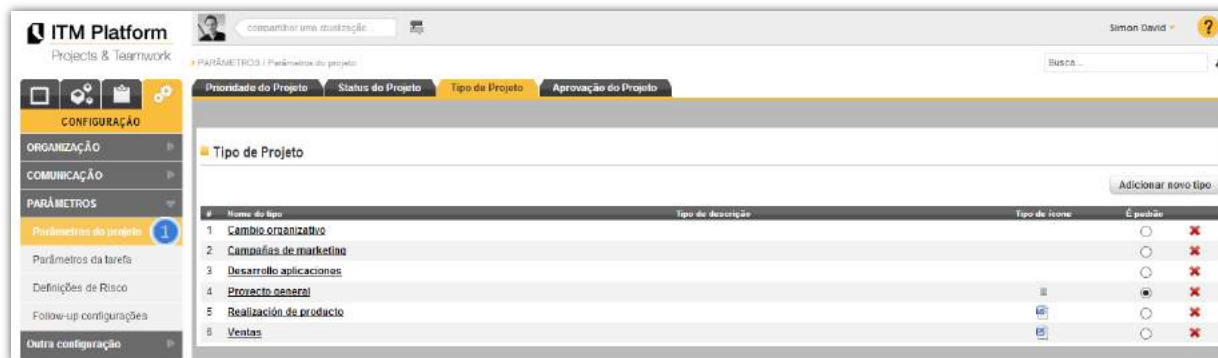 ITM Platform
Projects & Teamwork
compartilhar uma atualização...
Simon David
?
PARÂMETROS / Parâmetros do projeto
Busca...
Prioridade do Projeto
Status do Projeto
Tipo de Projeto
Aprovação do Projeto
CONFIGURAÇÃO
ORGANIZAÇÃO
COMUNICAÇÃO
PARÂMETROS
Parâmetros do projeto
1
Parâmetros da tarefa
Definições de Risco
Follow-up configurações
Outra configuração
Tipo de Projeto
Adicionar novo tipo
# Nome do tipo Tipo de descrição Tipo de ícone É padrão
1 Cambio organizativo
2 Campañas de marketing
3 Desarrollo aplicaciones
4 Proyecto general
5 Realización de producto
6 Ventas